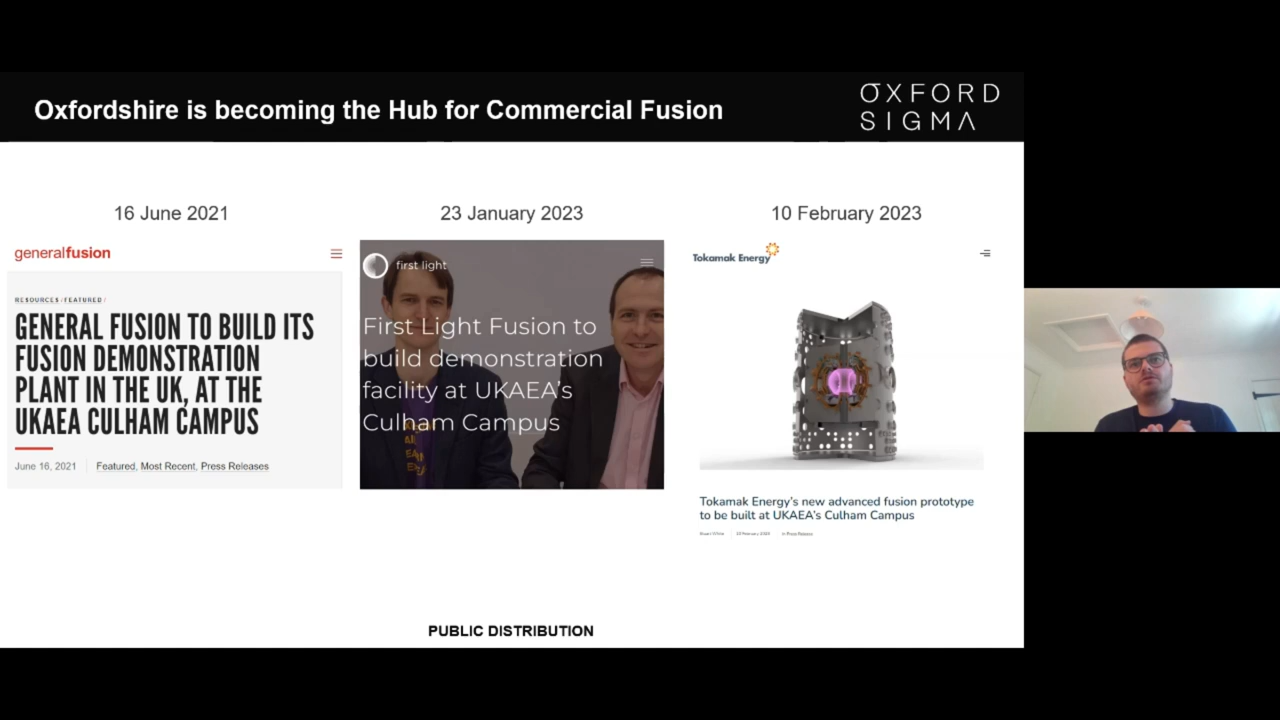 Oxfordshire is becoming the Hub for Commercial Fusion
OXFORD
SIGMA
16 June 2021
23 January 2023
10 February 2023
generalfusion
RESOURCES / FEATURED /
GENERAL FUSION TO BUILD ITS
FUSION DEMONSTRATION
PLANT IN THE UK, AT THE
UKAEA CULHAM CAMPUS
June 16, 2021 Featured, Most Recent, Press Releases
first light
First Light Fusion to
build demonstration
facility at UKAEA's
Culham Campus
Tokamak Energy
Tokamak Energy's new advanced fusion prototype
to be built at UKAEA's Culham Campus
PUBLIC DISTRIBUTION